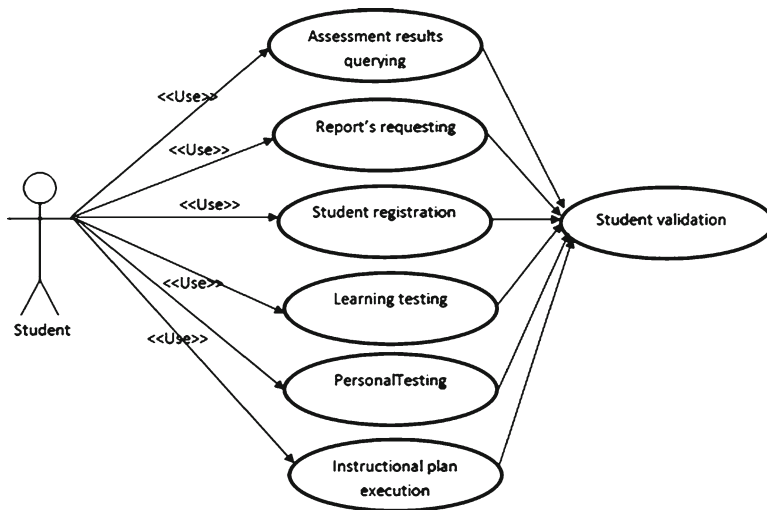 Assessment results
querying
<<Use>>
Report's requesting
<<Use>>
<<Use>>
Student registration
Student validation
<<Use>>
Learning testing
Student
<<Use>>
PersonalTesting
Instructional plan
execution